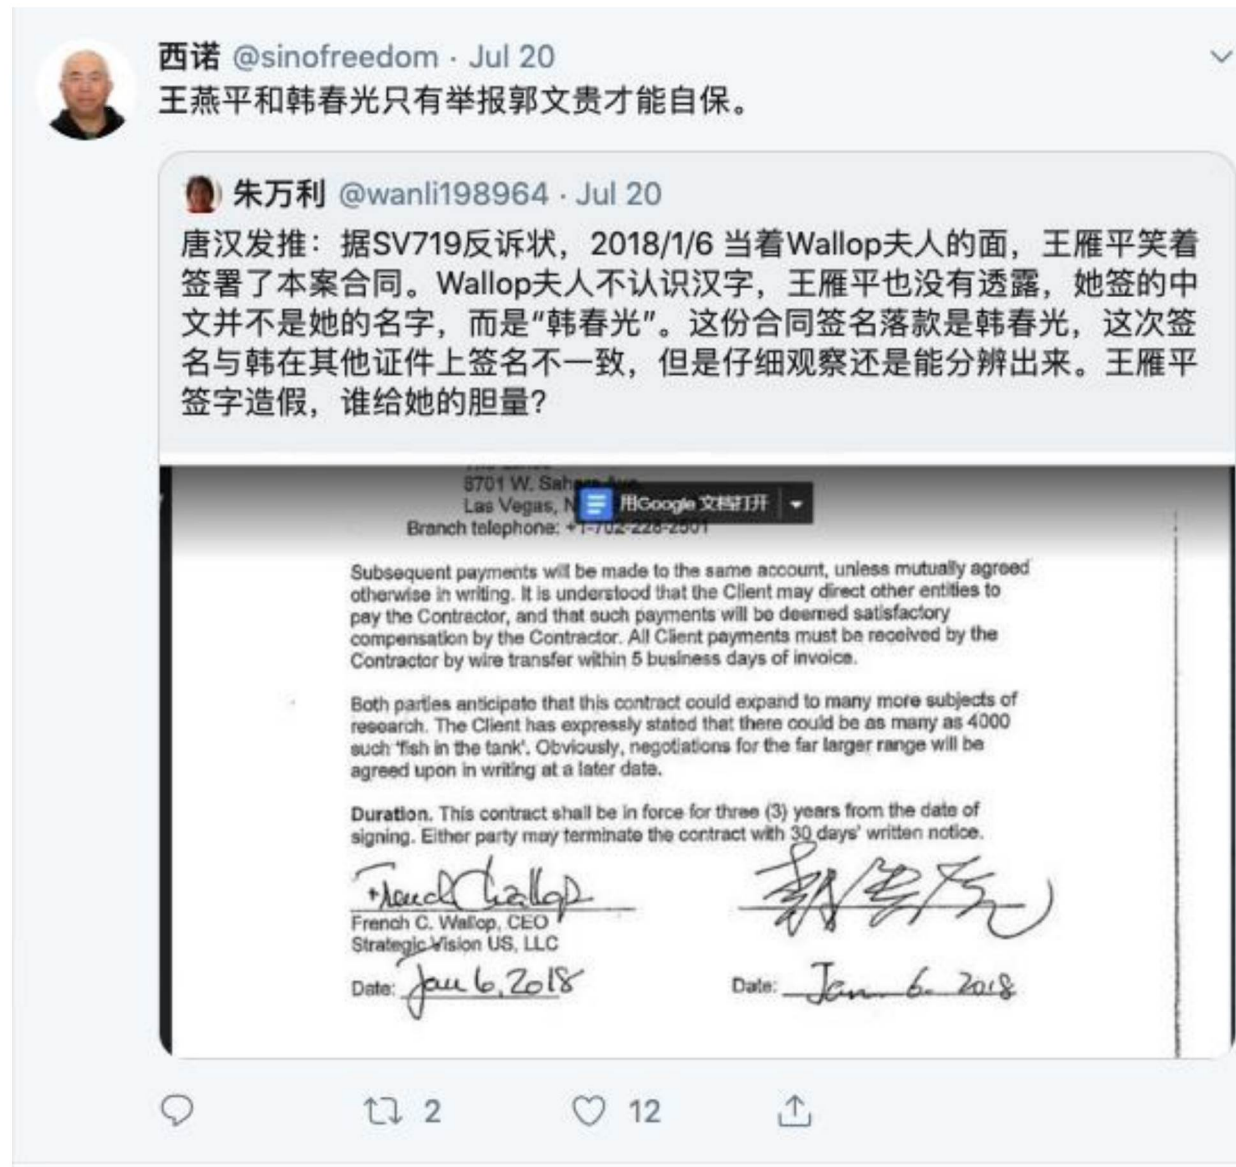 西诺 @sinofreedom · Jul 20
王燕平和韩春光只有举报郭文贵才能自保。
朱万利 @wanli198964 · Jul 20
唐汉发推：据SV719反诉状，2018/1/6 当着Wallop夫人的面，王雁平笑着
签署了本案合同。Wallop夫人不认识汉字，王雁平也没有透露，她签的中
文并不是她的名字，而是“韩春光”。这份合同签名落款是韩春光，这次签
名与韩在其他证件上签名不一致，但是仔细观察还是能分辨出来。王雁平
签字造假，谁给她的胆量？
8701 W. Sahara Ave
Las Vegas, N
用Google 文档打开
Branch telephone: +1-702-228-2501
Subsequent payments will be made to the same account, unless mutually agreed
otherwise in writing. It is understood that the Client may direct other entities to
pay the Contractor, and that such payments will be deemed satisfactory
compensation by the Contractor. All Client payments must be received by the
Contractor by wire transfer within 5 business days of invoice.
Both parties anticipate that this contract could expand to many more subjects of
research. The Client has expressly stated that there could be as many as 4000
such 'fish in the tank'. Obviously, negotiations for the far larger range will be
agreed upon in writing at a later date.
Duration. This contract shall be in force for three (3) years from the date of
signing. Either party may terminate the contract with 30 days' written notice.
French C. Wallop, CEO
Strategic Vision US, LLC
Date: Jan 6, 2018
Date: Jan. 6. 2018
2
12